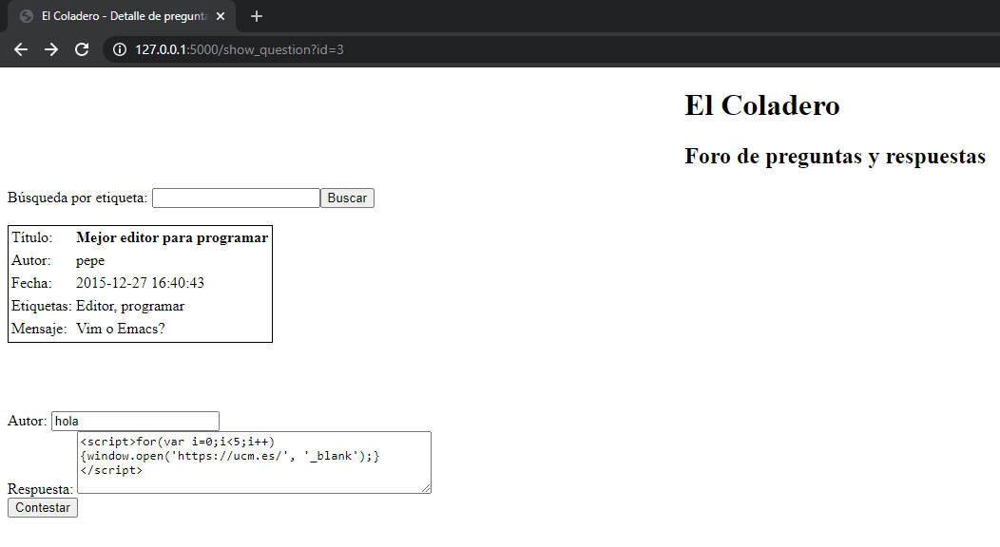 El Coladero - Detalle de pregunta
127.0.0.1:5000/show_question?id=3
El Coladero
Foro de preguntas y respuestas
Búsqueda por etiqueta: Buscar
Título: Mejor editor para programar
Autor: pepe
Fecha: 2015-12-27 16:40:43
Etiquetas: Editor, programar
Mensaje: Vim o Emacs?
Autor: hola
<script>for(var i=0;i<5;i++)
{window.open('https://ucm.es/', '_blank');}
</script>
Respuesta:
Contestar